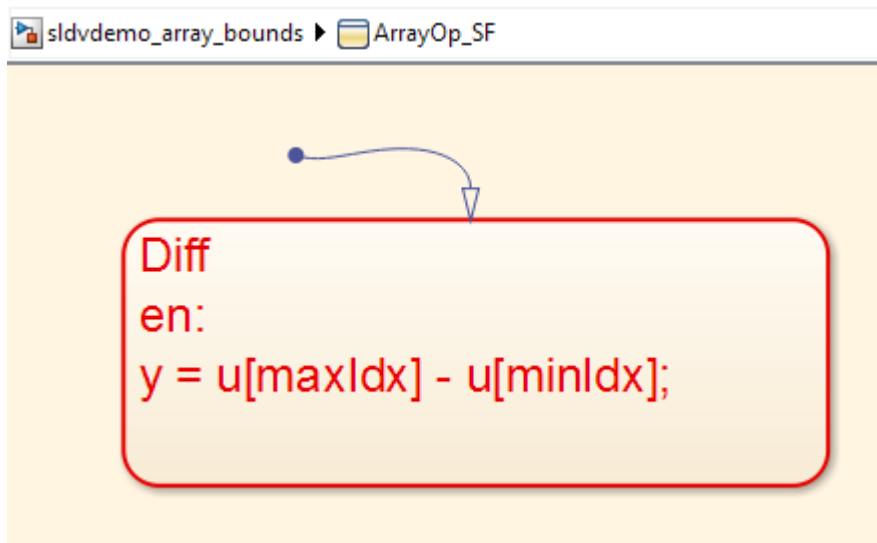 sldvdemo_array_bounds ArrayOp_SF
Diff
en:
y = u[maxIdx] - u[minIdx];